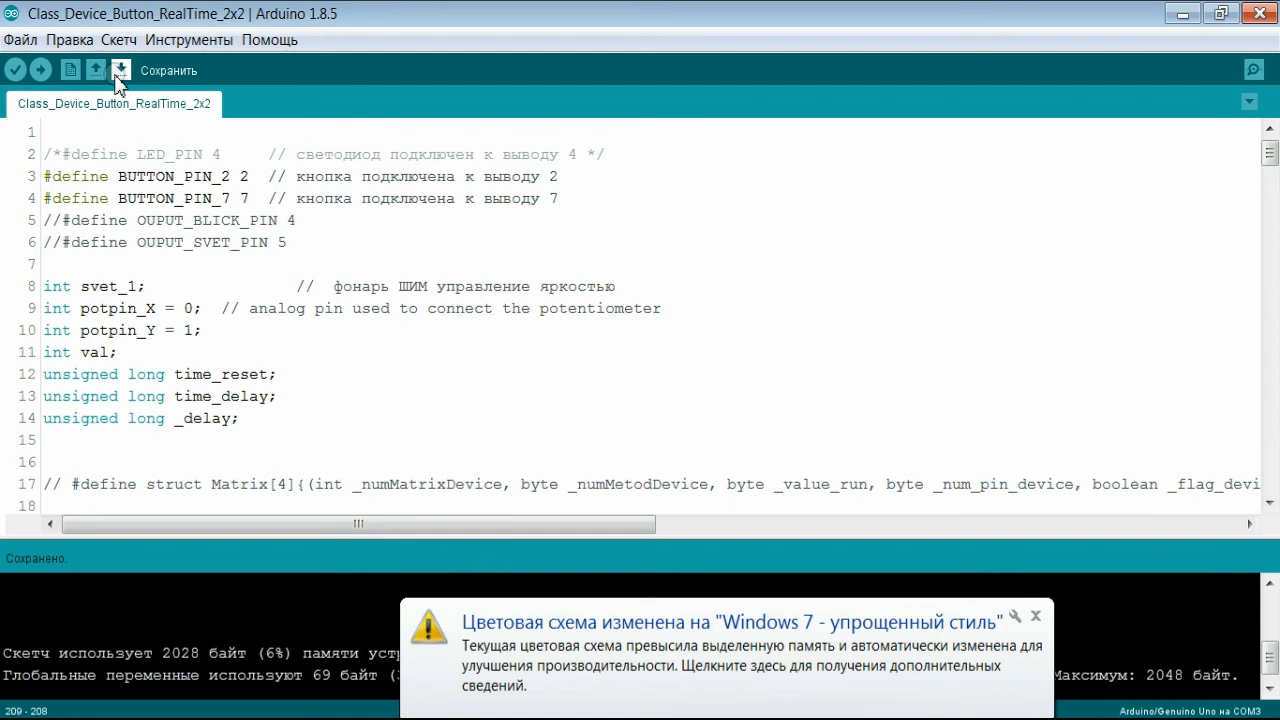 Class_Device_Button_RealTime_2x2 | Arduino 1.8.5
Файл Правка Скетч Инструменты Помощь
Сохранить
Class_Device_Button_RealTime_2x2
1
2 /*#define LED_PIN 4 // светодиод подключен к выводу 4 */
3 #define BUTTON_PIN_2 2 // кнопка подключена к выводу 2
4 #define BUTTON_PIN_7 7 // кнопка подключена к выводу 7
5 //#define OUPUT_BLICK_PIN 4
6 //#define OUPUT_SVET_PIN 5
7
8 int svet_1; // фонарь ШИМ управление яркостью
9 int potpin_X = 0; // analog pin used to connect the potentiometer
10 int potpin_Y = 1;
11 int val;
12 unsigned long time_reset;
13 unsigned long time_delay;
14 unsigned long _delay;
15
16
17 // #define struct Matrix[4]{(int _numMatrixDevice, byte _numMetodDevice, byte _value_run, byte _num_pin_device, boolean _flag_devi
18
Сохранено.
Цветовая схема изменена на "Windows 7 - упрощенный стиль"
Текущая цветовая схема превысила выделенную память и автоматически изменена для
улучшения производительности. Щелкните здесь для получения дополнительных
сведений.
Скетч использует 2028 байт (6%) памяти уст
Глобальные переменные используют 69 байт ( Максимум: 2048 байт.
209 - 208 Arduino/Genuino Uno на COM3